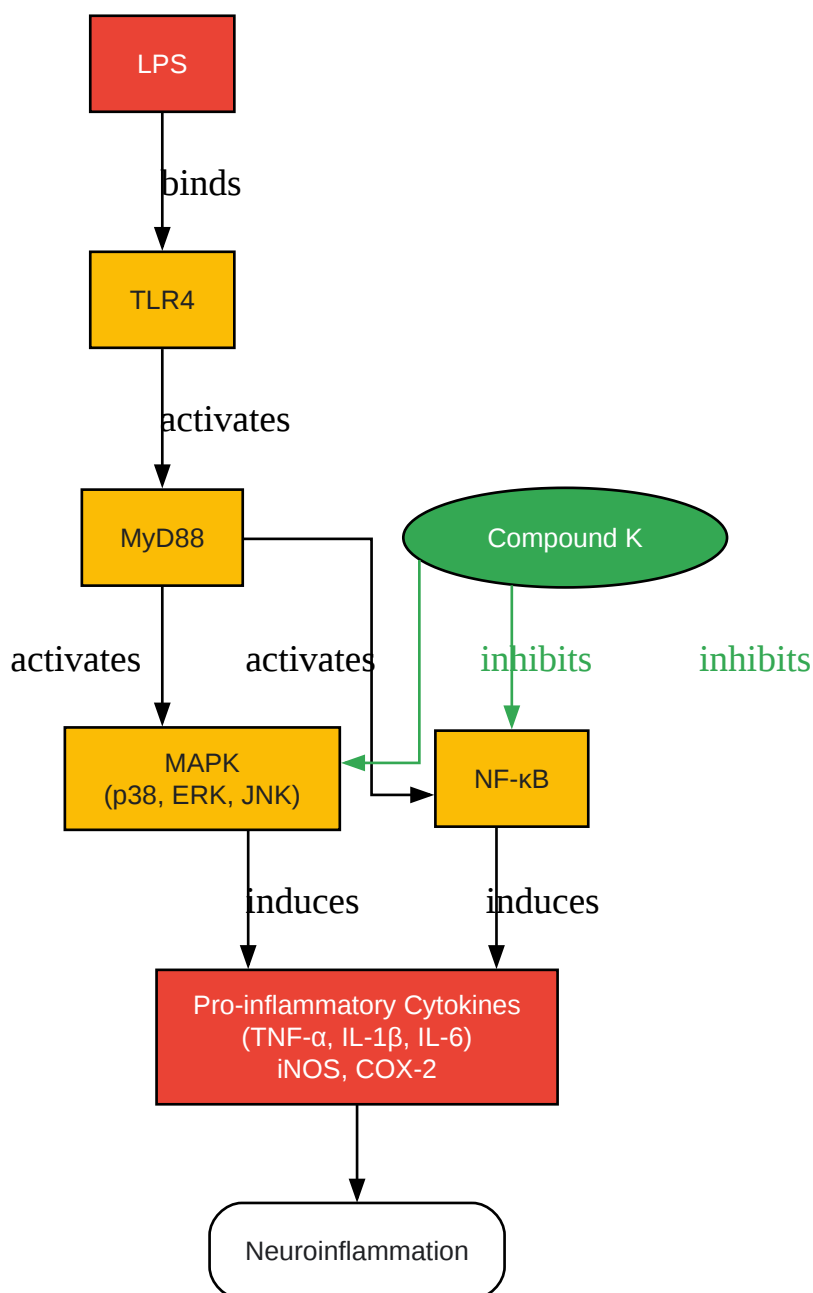 LPS
binds
TLR4
activates
MyD88
Compound K
activates
activates
inhibits
inhibits
MAPK
(p38, ERK, JNK)
NF-κB
induces
induces
Pro-inflammatory Cytokines
(TNF-α, IL-1β, IL-6)
iNOS, COX-2
Neuroinflammation